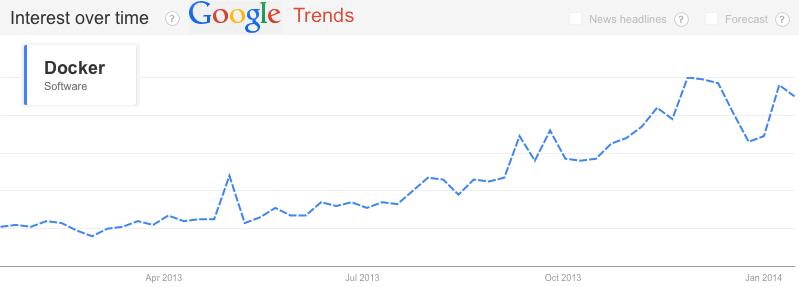 Interest over time ? Google Trends News headlines ? Forecast ?
Docker
Software
Apr 2013 Jul 2013 Oct 2013 Jan 2014